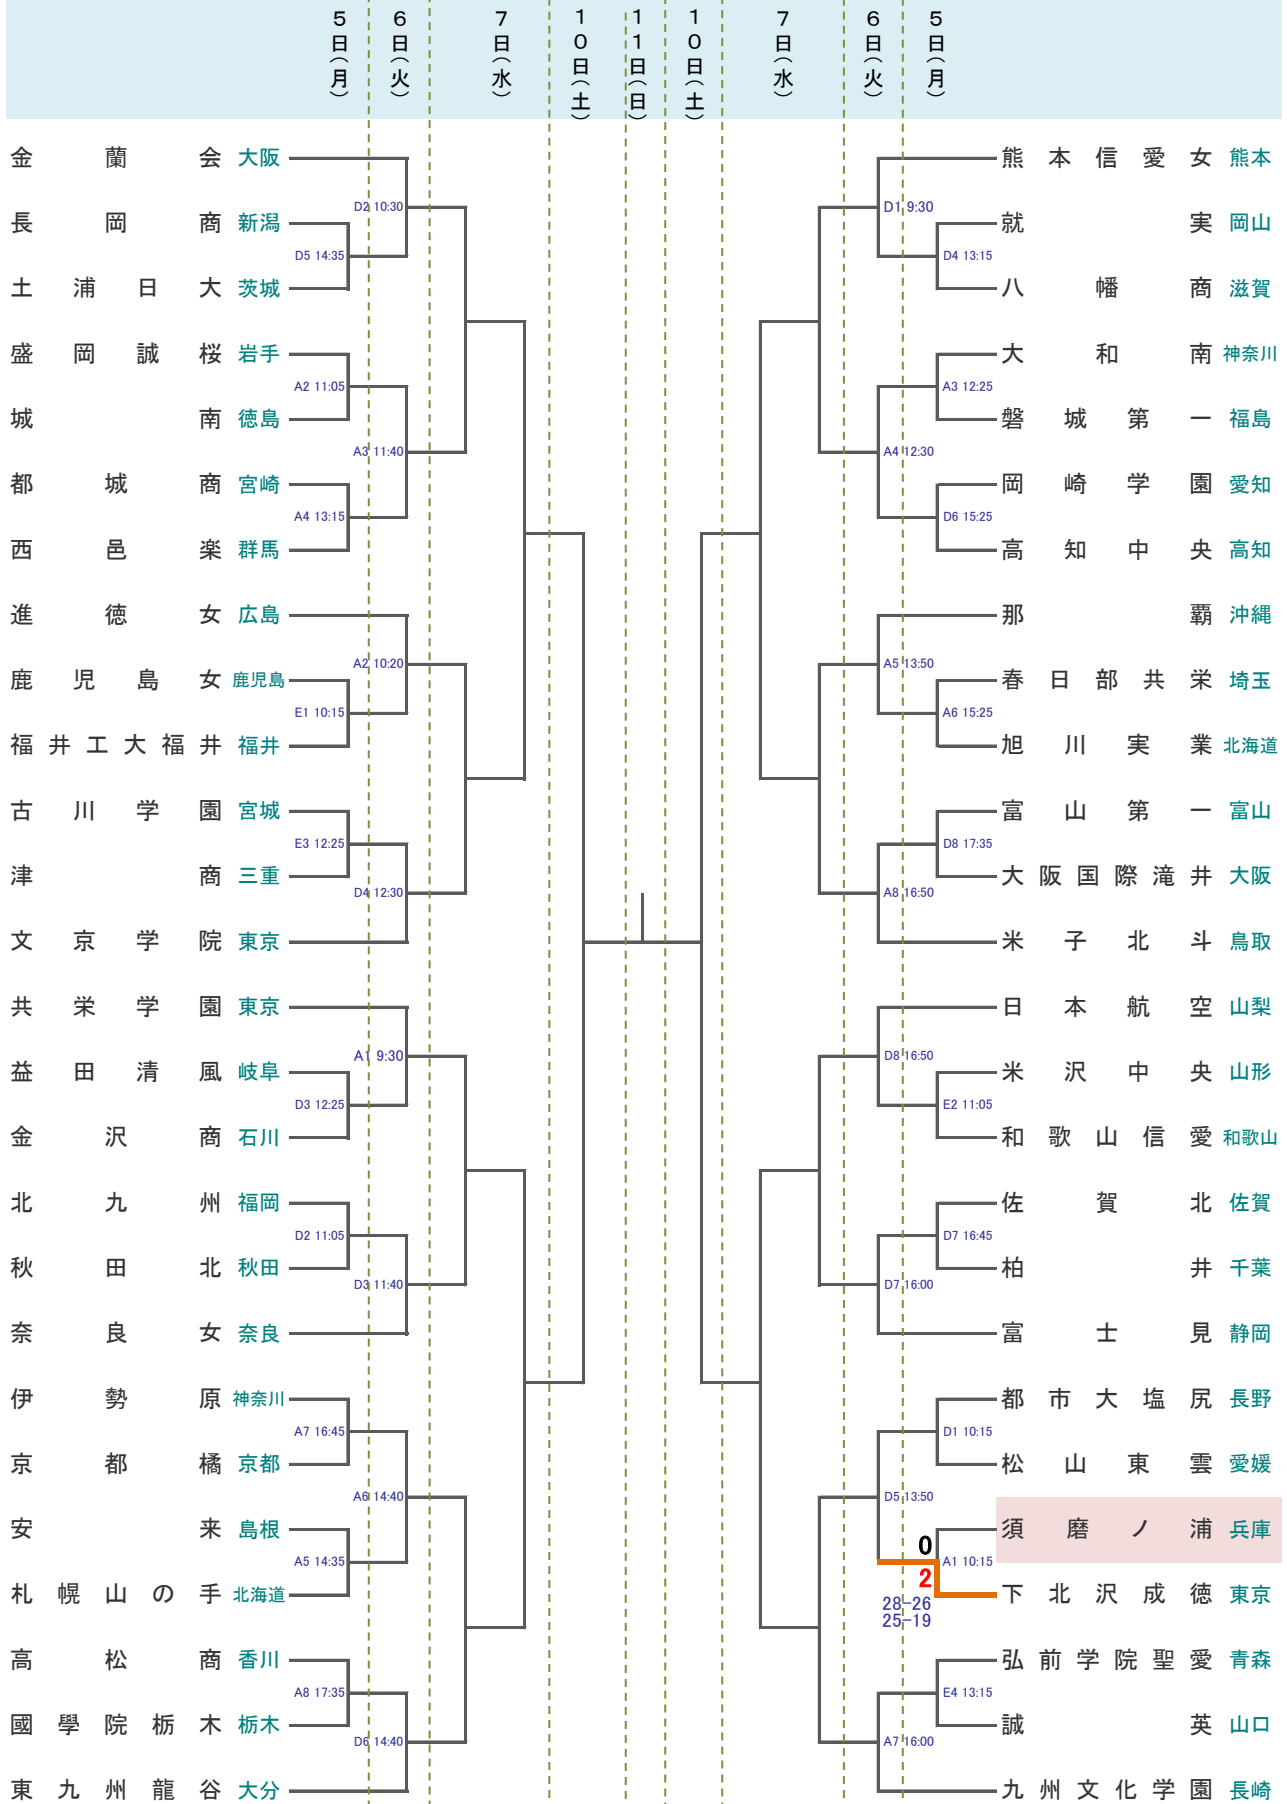 5日(月) 6日(火) 7日(水) 10日(土) 11日(日) 10日(土) 7日(水) 6日(火) 5日(月)
金蘭会 大阪
D2 10:30
長岡商 新潟
D5 14:35
土浦日大 茨城
盛岡誠桜 岩手
A2 11:05
城南 徳島
A3 11:40
都城商 宮崎
A4 13:15
西邑楽 群馬
進徳女 広島
A2 10:20
鹿児島女 鹿児島
E1 10:15
福井工大福井 福井
古川学園 宮城
E3 12:25
津商 三重
D4 12:30
文京学院 東京
共栄学園 東京
A1 9:30
益田清風 岐阜
D3 12:25
金沢商 石川
北九州 福岡
D2 11:05
秋田北 秋田
D3 11:40
奈良女 奈良
伊勢原 神奈川
A7 16:45
京都橘 京都
A6 14:40
安来 島根
A5 14:35
札幌山の手 北海道
高松商 香川
A8 17:35
國學院栃木 栃木
D6 14:40
東九州龍谷 大分
熊本信愛女 熊本
D1 9:30
就実 岡山
D4 13:15
八幡商 滋賀
大和南 神奈川
A3 12:25
磐城第一 福島
A4 12:30
岡崎学園 愛知
D6 15:25
高知中央 高知
那覇 沖縄
A5 13:50
春日部共栄 埼玉
A6 15:25
旭川実業 北海道
富山第一 富山
D8 17:35
大阪国際滝井 大阪
A8 16:50
米子北斗 鳥取
日本航空 山梨
D8 16:50
米沢中央 山形
E2 11:05
和歌山信愛 和歌山
佐賀北 佐賀
D7 16:45
柏井 千葉
D7 16:00
富士見 静岡
都市大塩尻 長野
D1 10:15
松山東雲 愛媛
D5 13:50
須磨ノ浦 兵庫
0
A1 10:15
2
下北沢成徳 東京
28-26
25-19
弘前学院聖愛 青森
E4 13:15
誠英 山口
A7 16:00
九州文化学園 長崎